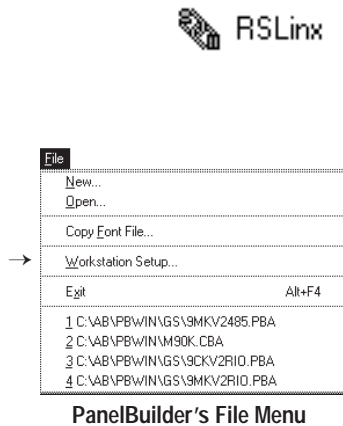 RSLinx
File
New...
Open...
Copy Font File...
→ Workstation Setup...
Exit Alt+F4
1 C:\AB\PBWIN\GS\9MKV2485.PBA
2 C:\AB\PBWIN\M90K.CBA
3 C:\AB\PBWIN\GS\9CKV2RIO.PBA
4 C:\AB\PBWIN\GS\9MKV2RIO.PBA
PanelBuilder's File Menu